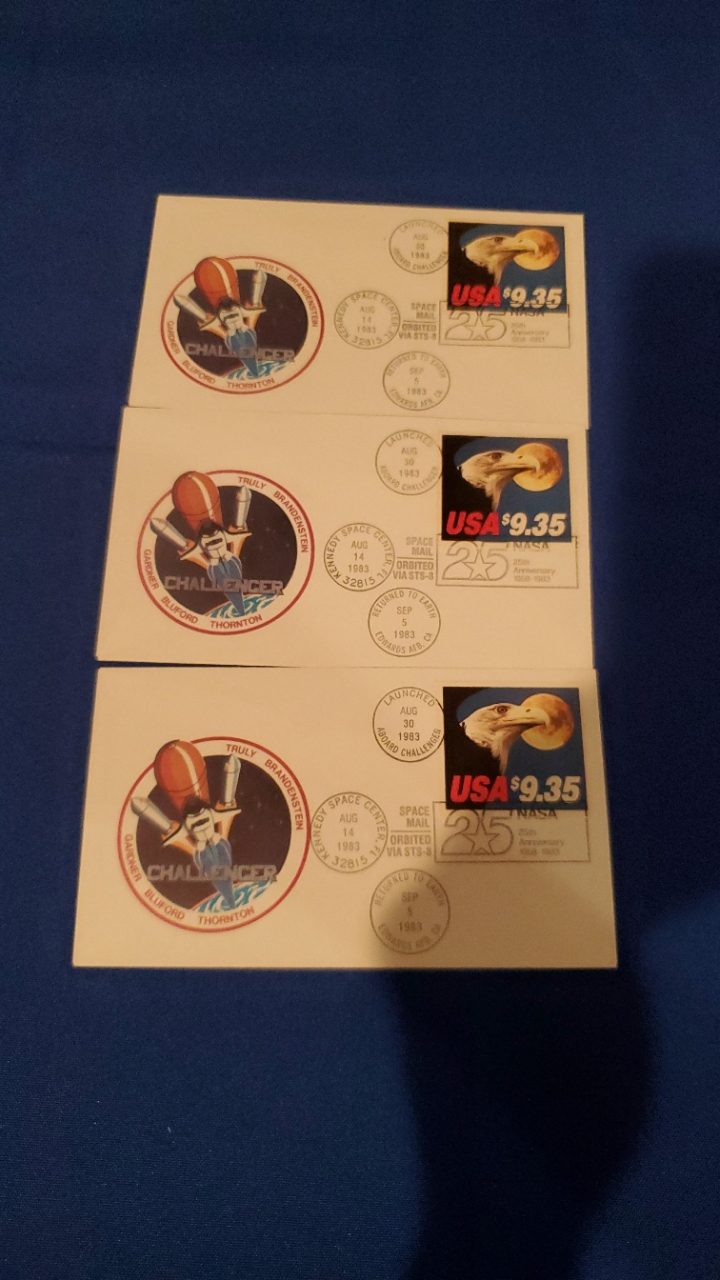 TRULY BRANDENSTEIN
CHALLENGER
GARDNER BLUFORD THORNTON
LAUNCHED
AUG
30
1983
ABOARD CHALLENGER
KENNEDY SPACE CENTER, FL
AUG
14
1983
32815
SPACE
MAIL
ORBITED
VIA STS-8
RETURNED TO EARTH
SEP
5
1983
EDWARDS AFB, CA
USA $9.35
25 NASA
25th
Anniversary
1958-1983
TRULY BRANDENSTEIN
CHALLENGER
GARDNER BLUFORD THORNTON
LAUNCHED
AUG
30
1983
ABOARD CHALLENGER
KENNEDY SPACE CENTER, FL
AUG
14
1983
32815
SPACE
MAIL
ORBITED
VIA STS-8
RETURNED TO EARTH
SEP
5
1983
EDWARDS AFB, CA
USA $9.35
25 NASA
25th
Anniversary
1958-1983
TRULY BRANDENSTEIN
CHALLENGER
GARDNER BLUFORD THORNTON
LAUNCHED
AUG
30
1983
ABOARD CHALLENGER
KENNEDY SPACE CENTER, FL
AUG
14
1983
32815
SPACE
MAIL
ORBITED
VIA STS-8
RETURNED TO EARTH
SEP
5
1983
EDWARDS AFB, CA
USA $9.35
25 NASA
25th
Anniversary
1958-1983